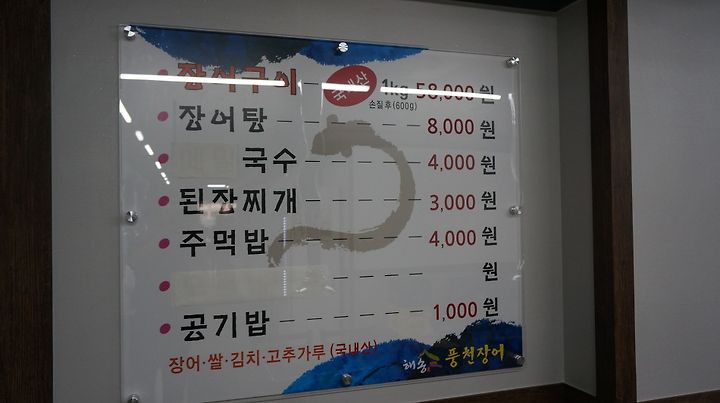 장어구이 국내산 1kg 58,000 원
손질 후 (600g)
장어탕 8,000 원
국수 4,000 원
된장찌개 3,000 원
주먹밥 4,000 원
원
공기밥 1,000 원
장어·쌀·김치·고추가루 (국내산)
해송 풍천장어